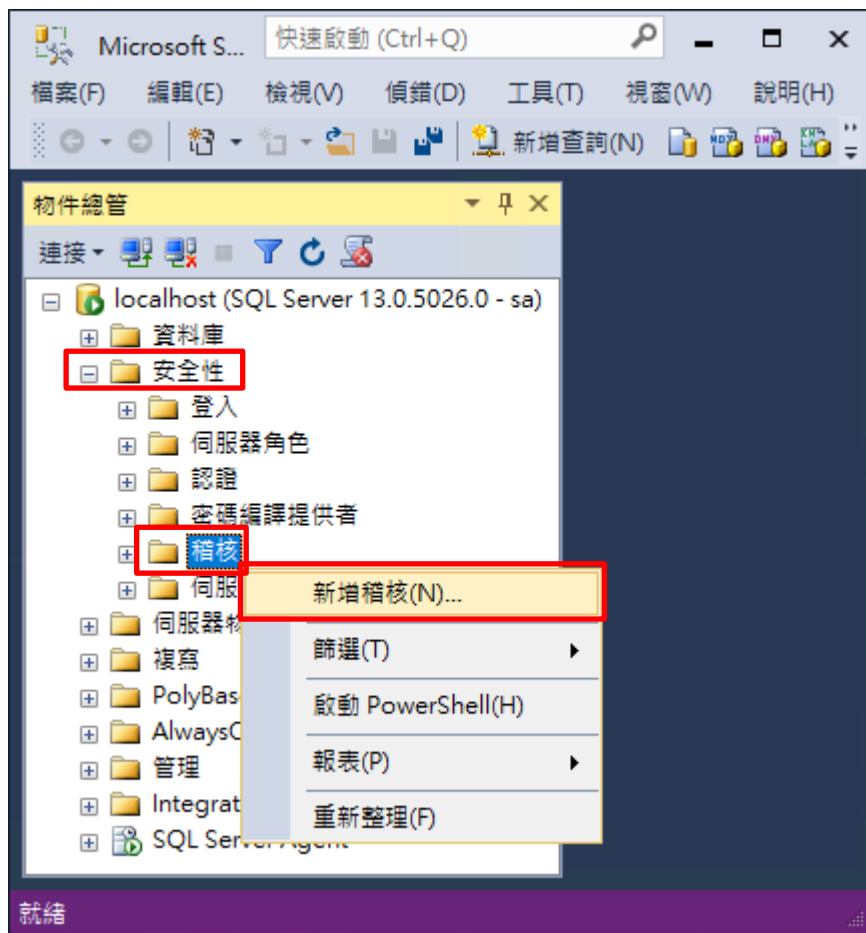 Microsoft S...
快速啟動 (Ctrl+Q)
檔案(F) 編輯(E) 檢視(V) 偵錯(D) 工具(T) 視窗(W) 說明(H)
新增查詢(N)
物件總管
連接
localhost (SQL Server 13.0.5026.0 - sa)
資料庫
安全性
登入
伺服器角色
認證
密碼編譯提供者
稽核
伺服
伺服器
複寫
PolyBas
Always
管理
Integrat
SQL Server Agent
新增稽核(N)...
篩選(T)
啟動 PowerShell(H)
報表(P)
重新整理(F)
就緒